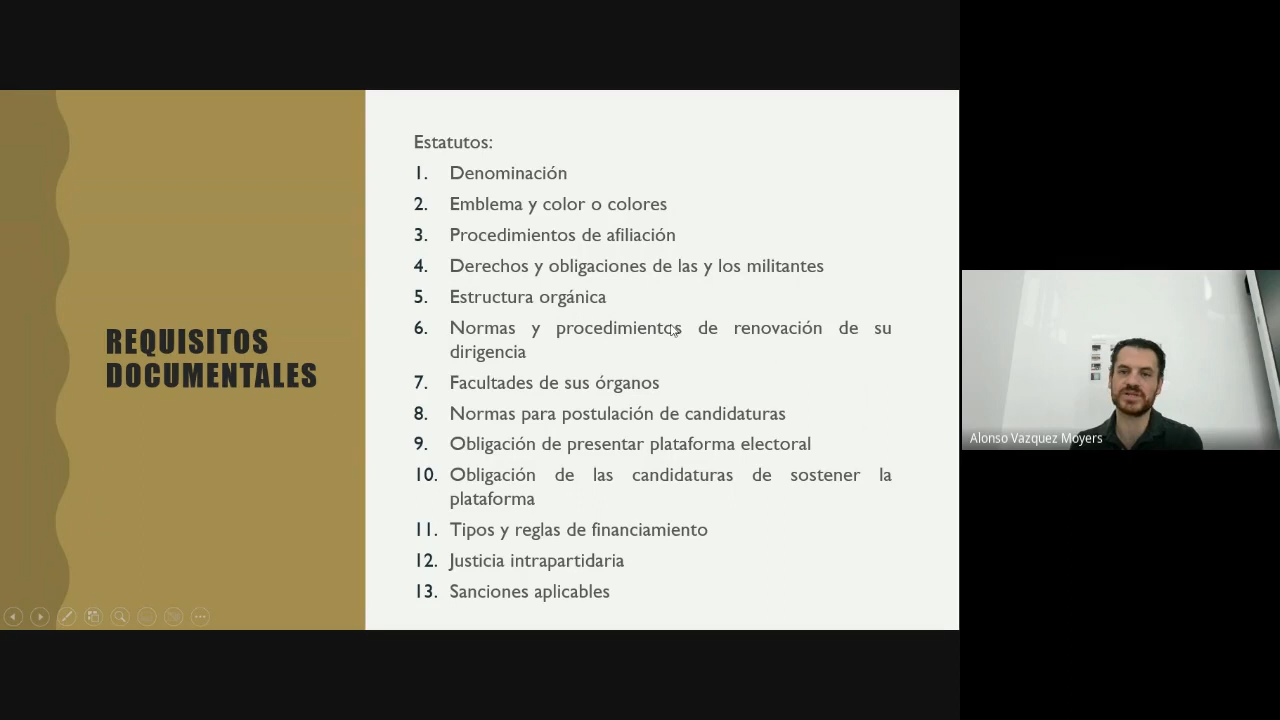 REQUISITOS
DOCUMENTALES
Estatutos:
1. Denominación
2. Emblema y color o colores
3. Procedimientos de afiliación
4. Derechos y obligaciones de las y los militantes
5. Estructura orgánica
6. Normas y procedimientos de renovación de su
dirigencia
7. Facultades de sus órganos
8. Normas para postulación de candidaturas
9. Obligación de presentar plataforma electoral
10. Obligación de las candidaturas de sostener la
plataforma
11. Tipos y reglas de financiamiento
12. Justicia intrapartidaria
13. Sanciones aplicables
Alonso Vazquez Moyers